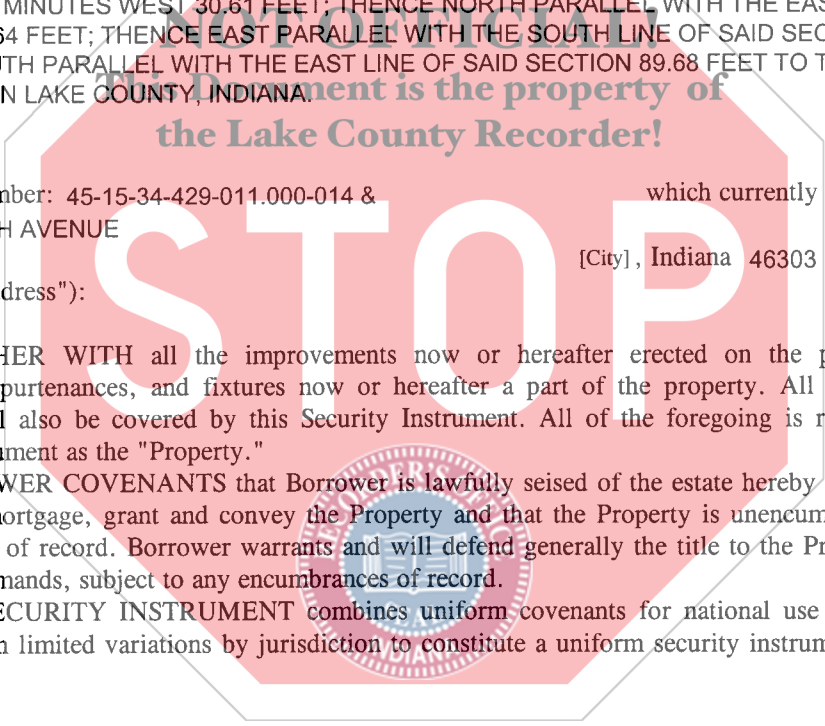 MINUTES WEST 30.61 FEET; THENCE NORTH PARALLEL WITH THE EAS
64 FEET; THENCE EAST PARALLEL WITH THE SOUTH LINE OF SAID SEC
TH PARALLEL WITH THE EAST LINE OF SAID SECTION 89.68 FEET TO T
N LAKE COUNTY, INDIANA.
NOT OFFICIAL!
This Document is the property of
the Lake County Recorder!
mber: 45-15-34-429-011.000-014 & which currently
H AVENUE
[City] , Indiana 46303
dress"):
STOP
HER WITH all the improvements now or hereafter erected on the p
purtenances, and fixtures now or hereafter a part of the property. All
l also be covered by this Security Instrument. All of the foregoing is r
ument as the "Property."
WER COVENANTS that Borrower is lawfully seised of the estate hereby
ortgage, grant and convey the Property and that the Property is unencum
of record. Borrower warrants and will defend generally the title to the Pr
mands, subject to any encumbrances of record.
ECURITY INSTRUMENT combines uniform covenants for national use
n limited variations by jurisdiction to constitute a uniform security instrum
RECORDER'S OFFICE
SEAL
INDIANA